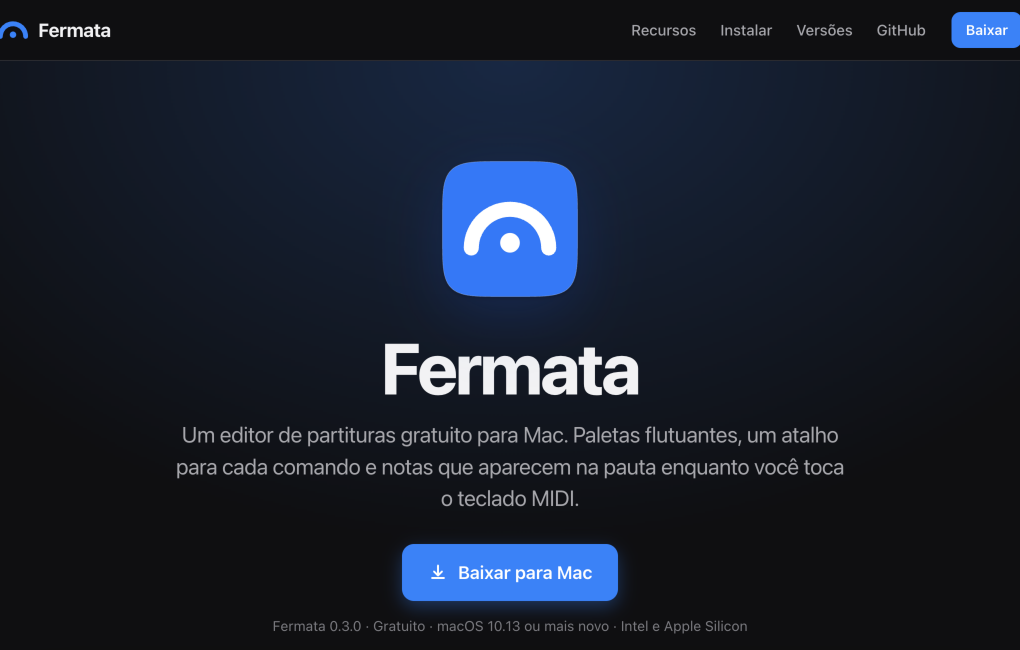 Fermata
Recursos
Instalar
Versões
GitHub
Baixar
Fermata
Um editor de partituras gratuito para Mac. Paletas flutuantes, um atalho
para cada comando e notas que aparecem na pauta enquanto você toca
o teclado MIDI.
Baixar para Mac
Fermata 0.3.0 · Gratuito · macOS 10.13 ou mais novo · Intel e Apple Silicon